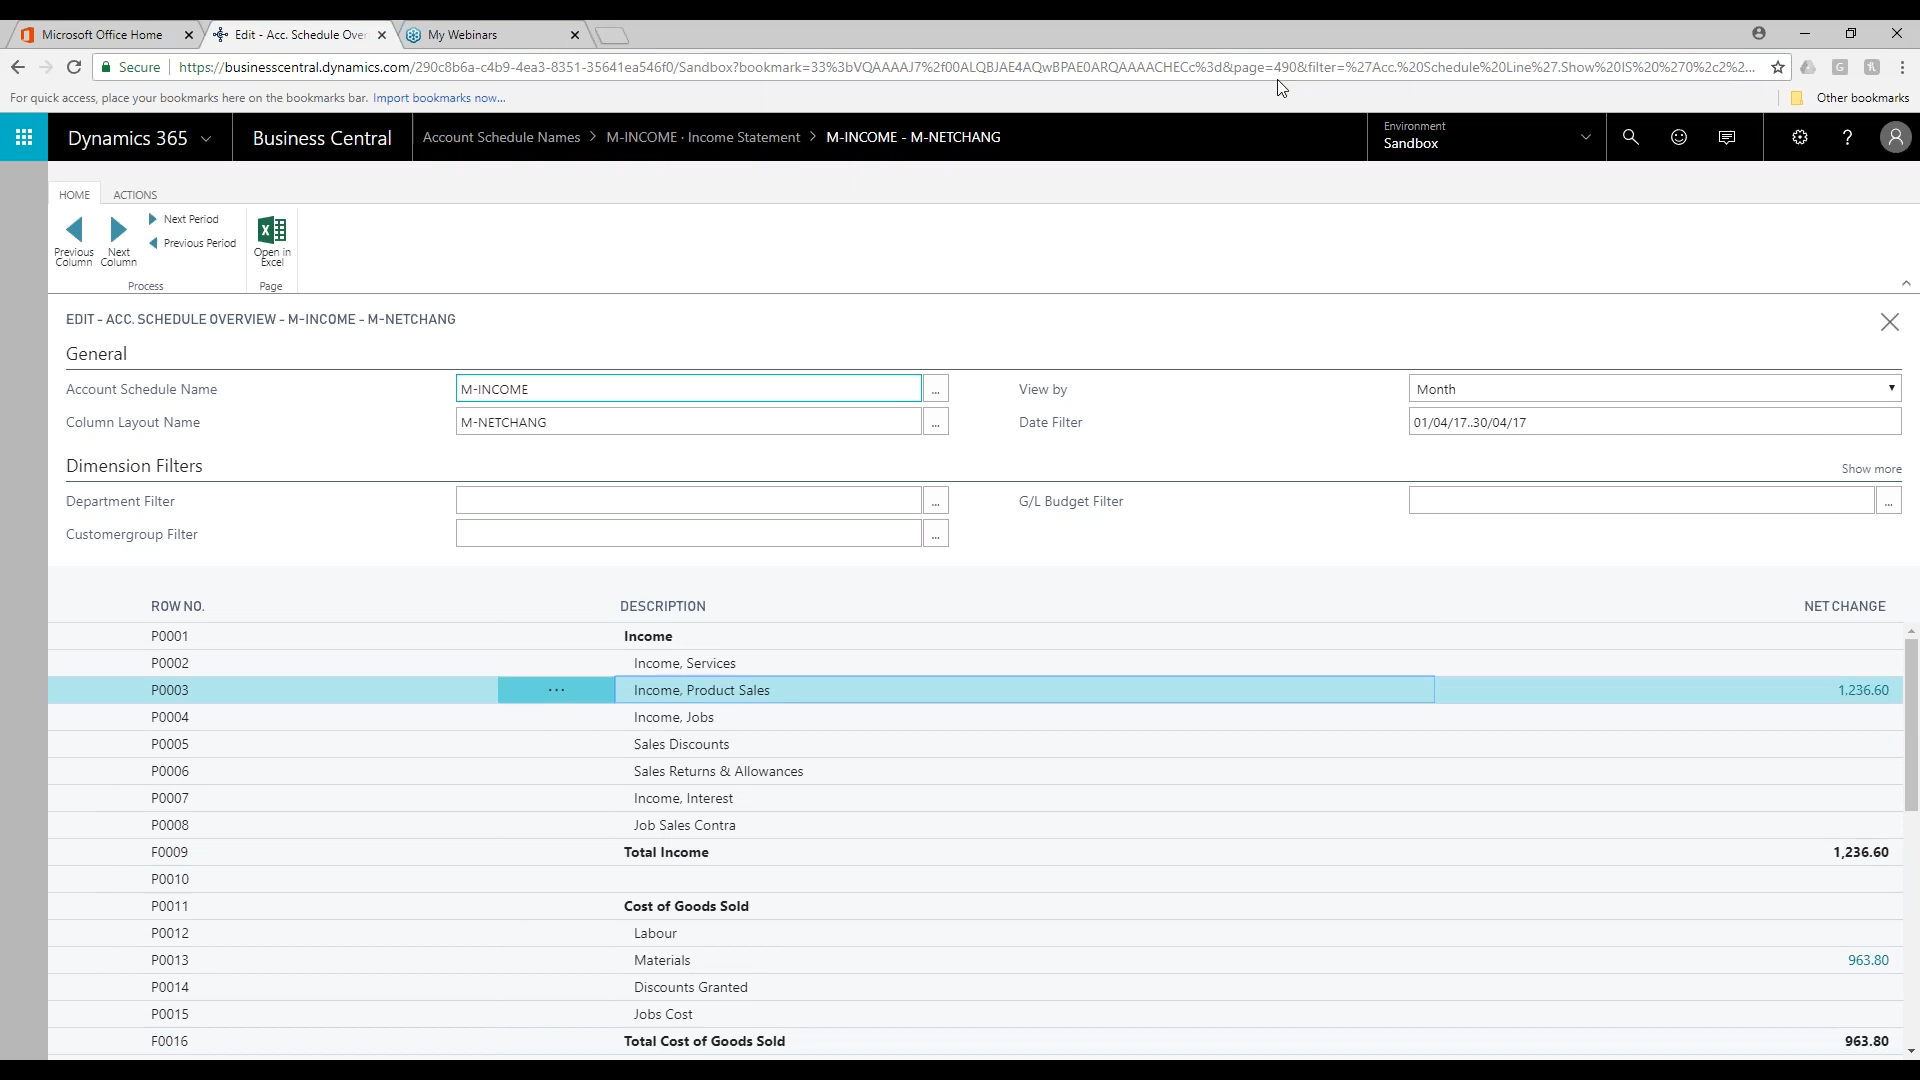 Microsoft Office Home
Edit - Acc. Schedule Over
My Webinars
Secure
https://businesscentral.dynamics.com/290c8b6a-c4b9-4ea3-8351-35641ea546f0/Sandbox?bookmark=33%3bVQAAAAJ7%2f00ALQBJAE4AQwBPAE0ARQAAAACHECc%3d&page=490&filter=%27Acc.%20Schedule%20Line%27.Show%20IS%20%270%2c2%2...
For quick access, place your bookmarks here on the bookmarks bar. Import bookmarks now...
Other bookmarks
Dynamics 365
Business Central
Account Schedule Names > M-INCOME · Income Statement > M-INCOME - M-NETCHANG
Environment
Sandbox
HOME
ACTIONS
Previous Column
Next Column
Next Period
Previous Period
Open in Excel
Process
Page
EDIT - ACC. SCHEDULE OVERVIEW - M-INCOME - M-NETCHANG
General
Account Schedule Name M-INCOME ... View by Month
Column Layout Name M-NETCHANG ... Date Filter 01/04/17..30/04/17
Dimension Filters Show more
Department Filter ... G/L Budget Filter ...
Customergroup Filter ...
ROW NO. DESCRIPTION NET CHANGE
P0001 Income
P0002 Income, Services
P0003 ... Income, Product Sales 1,236.60
P0004 Income, Jobs
P0005 Sales Discounts
P0006 Sales Returns & Allowances
P0007 Income, Interest
P0008 Job Sales Contra
F0009 Total Income 1,236.60
P0010
P0011 Cost of Goods Sold
P0012 Labour
P0013 Materials 963.80
P0014 Discounts Granted
P0015 Jobs Cost
F0016 Total Cost of Goods Sold 963.80